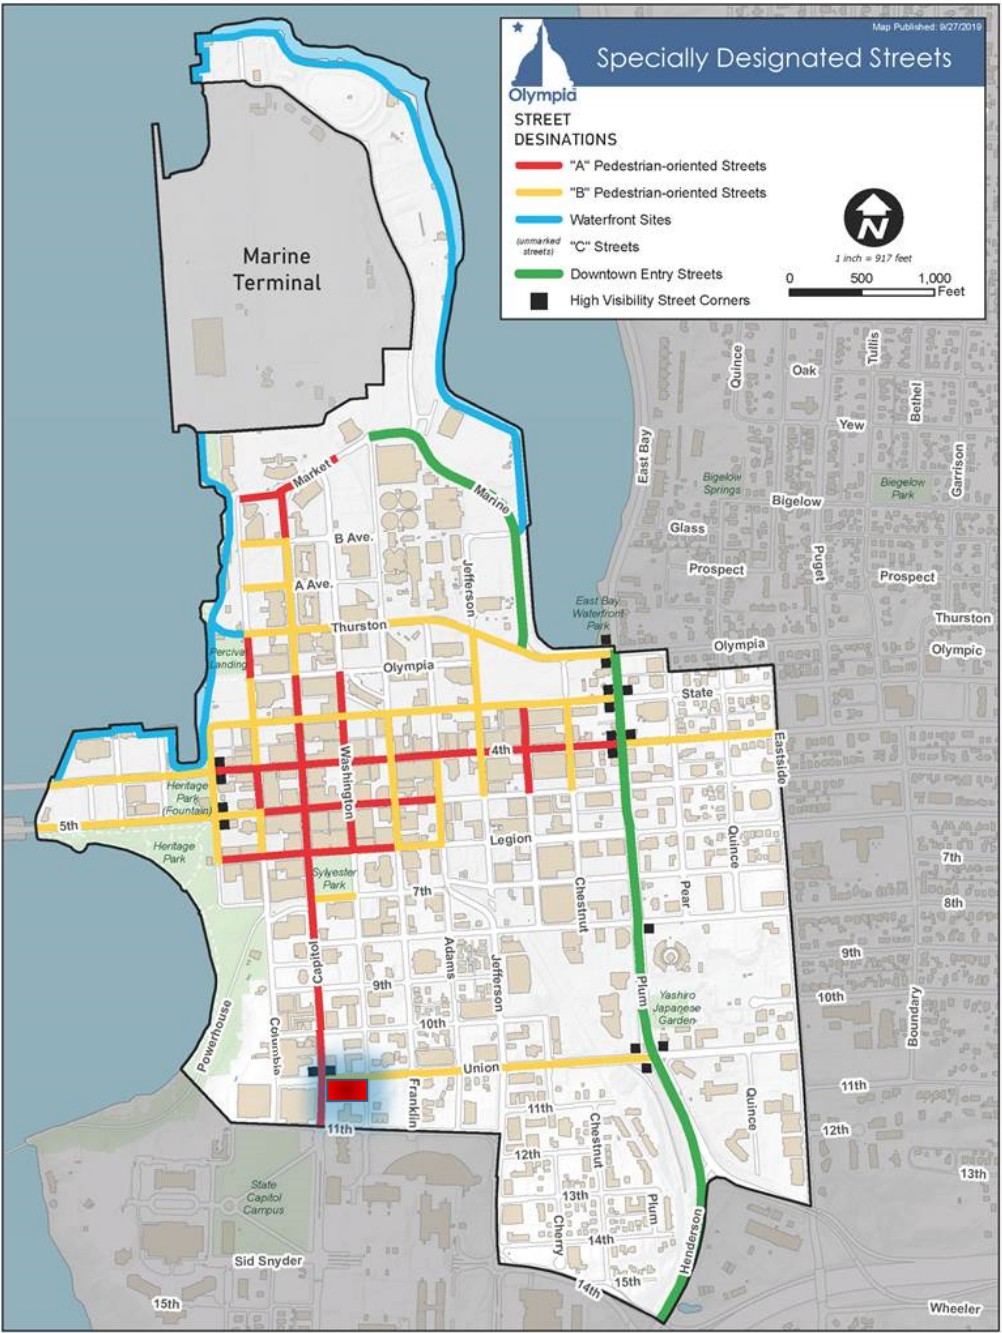 Map Published: 9/27/2019
Specially Designated Streets
Olympia
STREET
DESINATIONS
"A" Pedestrian-oriented Streets
"B" Pedestrian-oriented Streets
Waterfront Sites
(unmarked
streets)
"C" Streets
Downtown Entry Streets
High Visibility Street Corners
N
1 inch = 917 feet
0 500 1,000
Feet
Marine
Terminal
Quince
Oak
Tullis
Bethel
Yew
East Bay
Garrison
Market
Bigelow
Springs
Biegelow
Park
Marine
Bigelow
Glass
B Ave.
Puget
Prospect
Prospect
Jefferson
A Ave.
East Bay
Waterfront
Park
Thurston
Thurston
Olympia
Olympic
Percival
Landing
Olympia
State
4th
Eastside
Washington
Heritage
Park
(Fountain)
5th
Legion
Quince
Heritage
Park
7th
Sylvester
Park
7th
Chestnut
Pear
8th
Capitol
Adams
Jefferson
9th
9th
Plum
Yashiro
Japanese
Garden
10th
Boundary
10th
Powerhouse
Columbia
Union
Franklin
11th
11th
11th
Quince
Chestnut
12th
12th
13th
State
Capitol
Campus
13th
Plum
Cherry
14th
Henderson
Sid Snyder
15th
14th
15th
Wheeler